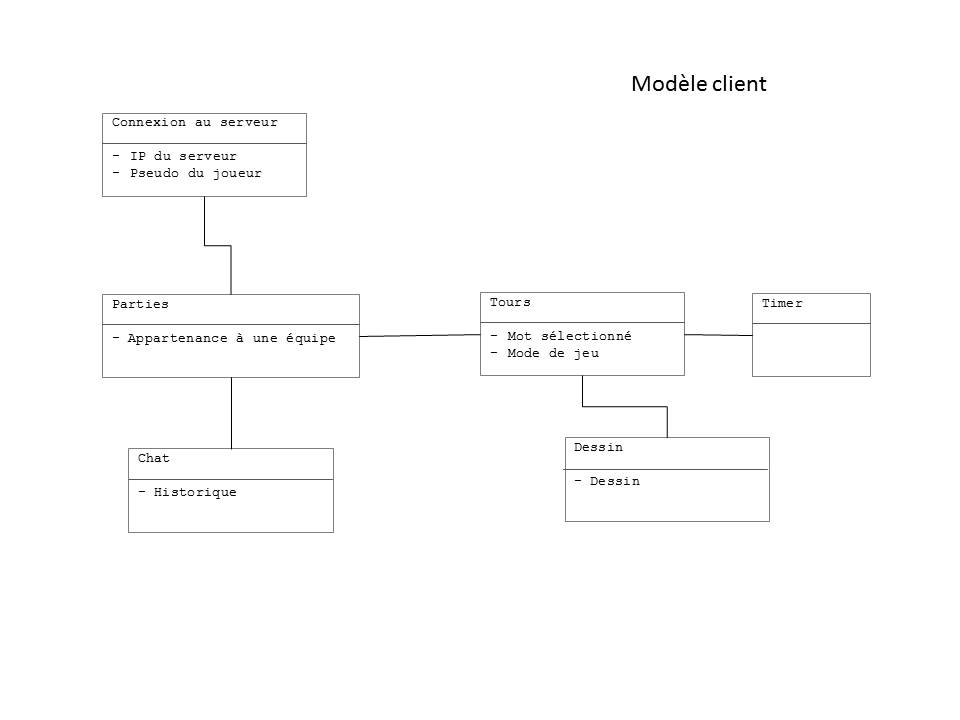 Modèle client
Connexion au serveur
- IP du serveur
- Pseudo du joueur
Parties
- Appartenance à une équipe
Tours
- Mot sélectionné
- Mode de jeu
Timer
Chat
- Historique
Dessin
- Dessin